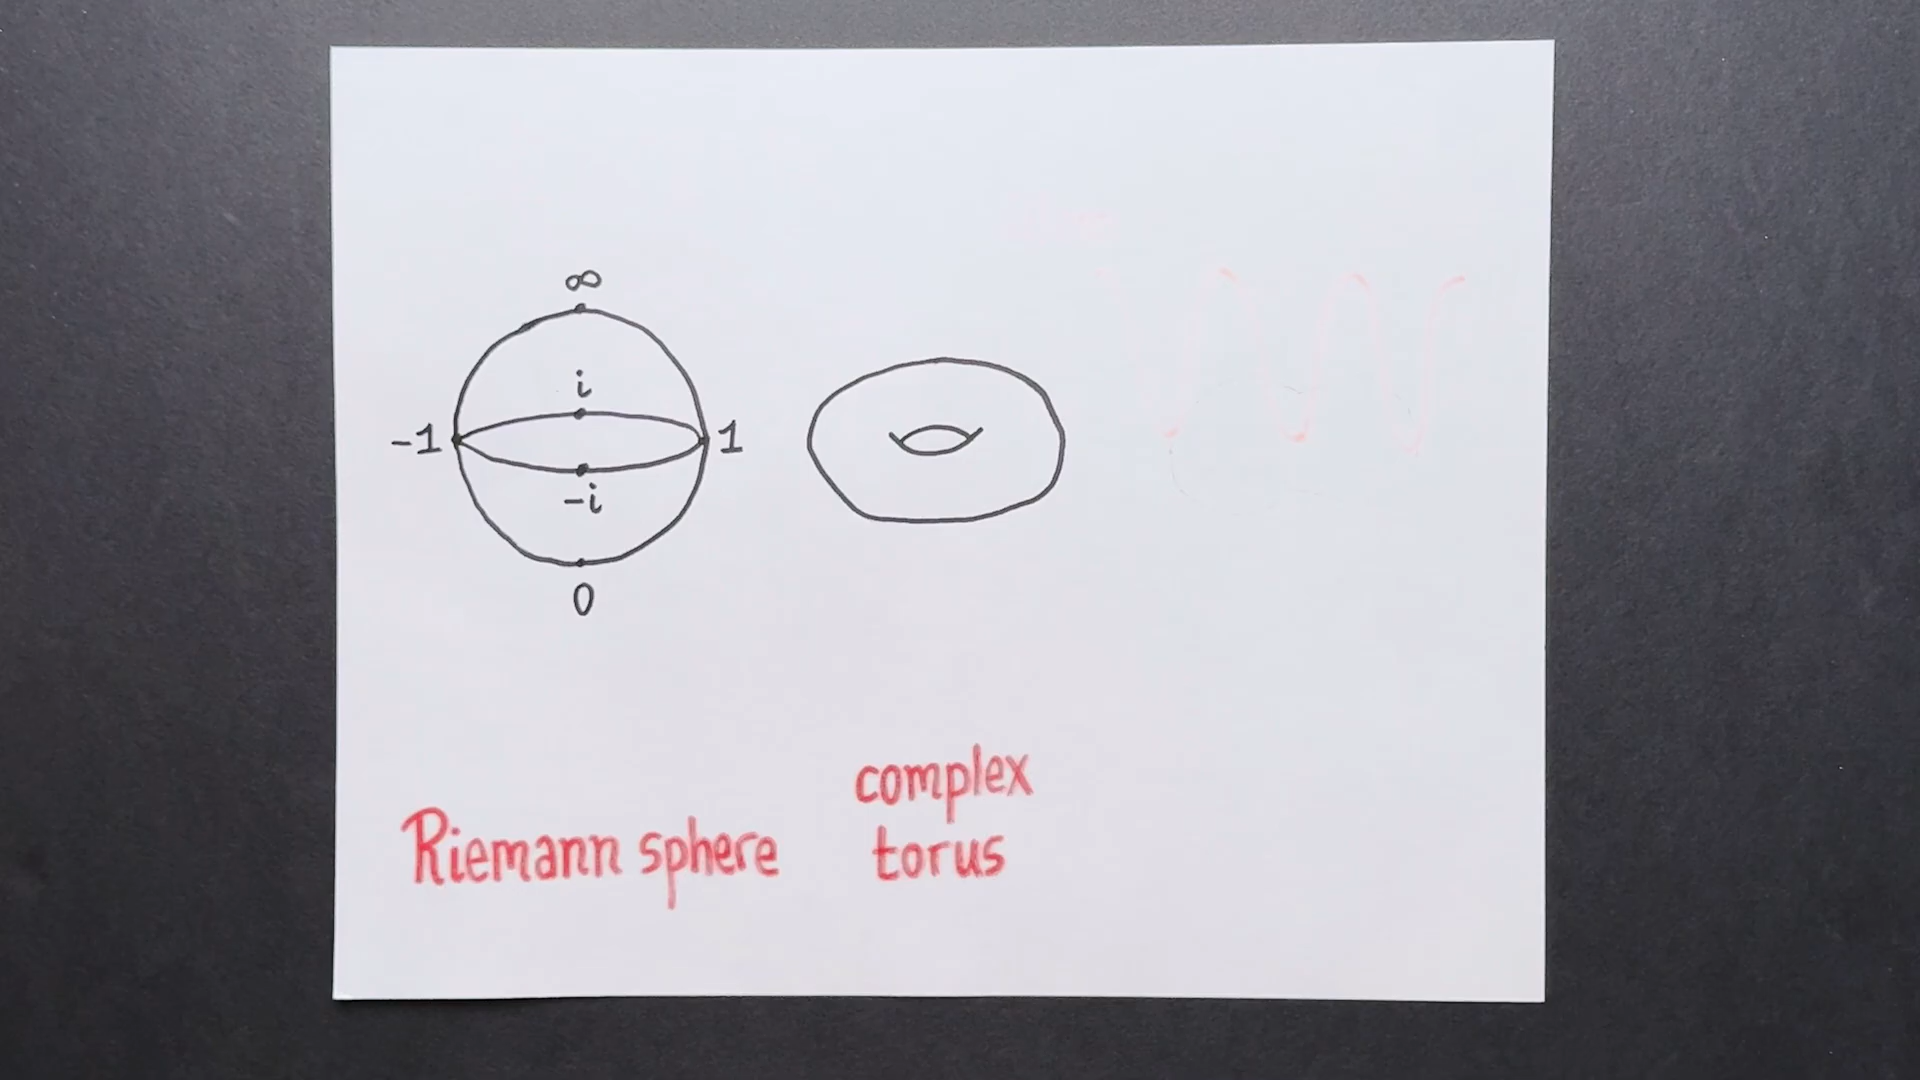 ∞
i
-1
1
-i
0
Riemann sphere
complex
torus